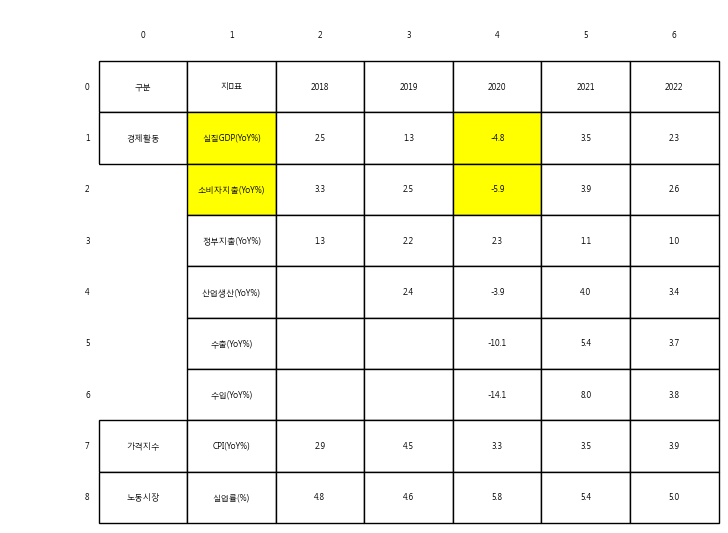 0 1 2 3 4 5 6
0 구분 지표 2018 2019 2020 2021 2022
1 경제활동 실질GDP(YoY%) 2.5 1.3 -4.8 3.5 2.3
2 소비자지출(YoY%) 3.3 2.5 -5.9 3.9 2.6
3 정부지출(YoY%) 1.3 2.2 2.3 1.1 1.0
4 산업생산(YoY%) 2.4 -3.9 4.0 3.4
5 수출(YoY%) -10.1 5.4 3.7
6 수입(YoY%) -14.1 8.0 3.8
7 가격지수 CPI(YoY%) 2.9 4.5 3.3 3.5 3.9
8 노동시장 실업률(%) 4.8 4.6 5.8 5.4 5.0